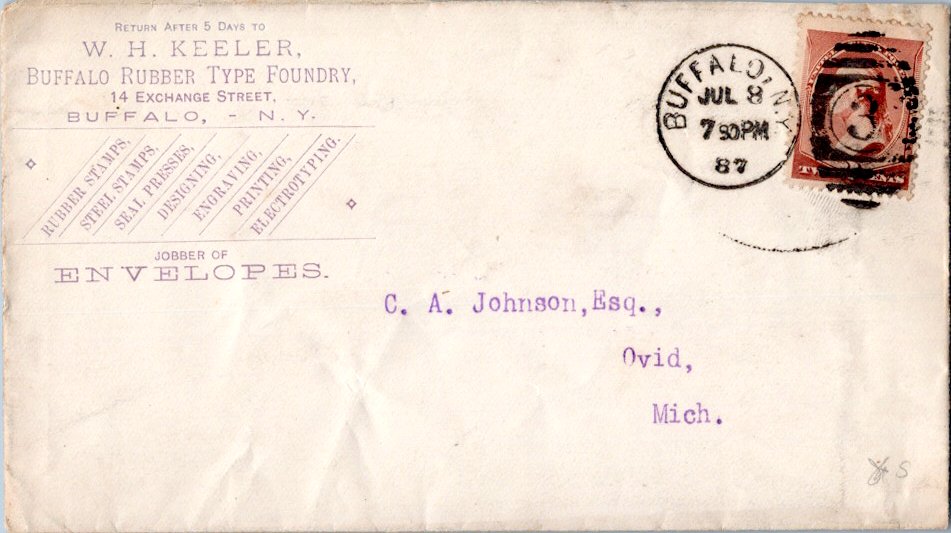 RETURN AFTER 5 DAYS TO
W. H. KEELER,
BUFFALO RUBBER TYPE FOUNDRY,
14 EXCHANGE STREET,
BUFFALO, - N. Y.
RUBBER STAMPS,
STEEL STAMPS.
SEAL PRESSES,
DESIGNING,
ENGRAVING,
PRINTING,
ELECTROTYPING.
JOBBER OF
ENVELOPES.
BUFFALO, N.Y.
JUL 8
7 30 PM
87
3
C. A. Johnson,Esq.,
Ovid,
Mich.